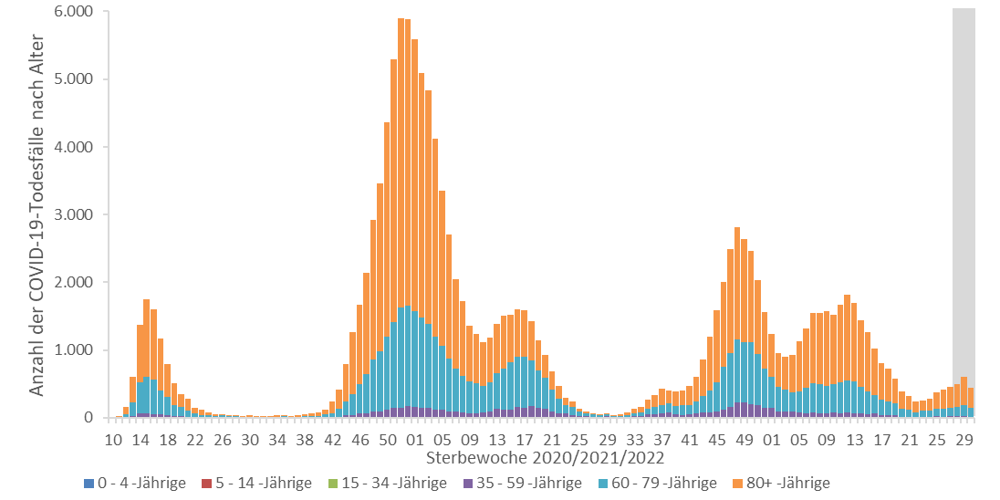 Anzahl der COVID-19-Todesfälle nach Alter
6.000
5.000
4.000
3.000
2.000
1.000
0
10 14 18 22 26 30 34 38 42 46 50 01 05 09 13 17 21 25 29 33 37 41 45 49 01 05 09 13 17 21 25 29
Sterbewoche 2020/2021/2022
0 - 4 -Jährige 5 - 14 -Jährige 15 - 34 -Jährige 35 - 59 -Jährige 60 - 79 -Jährige 80+ -Jährige